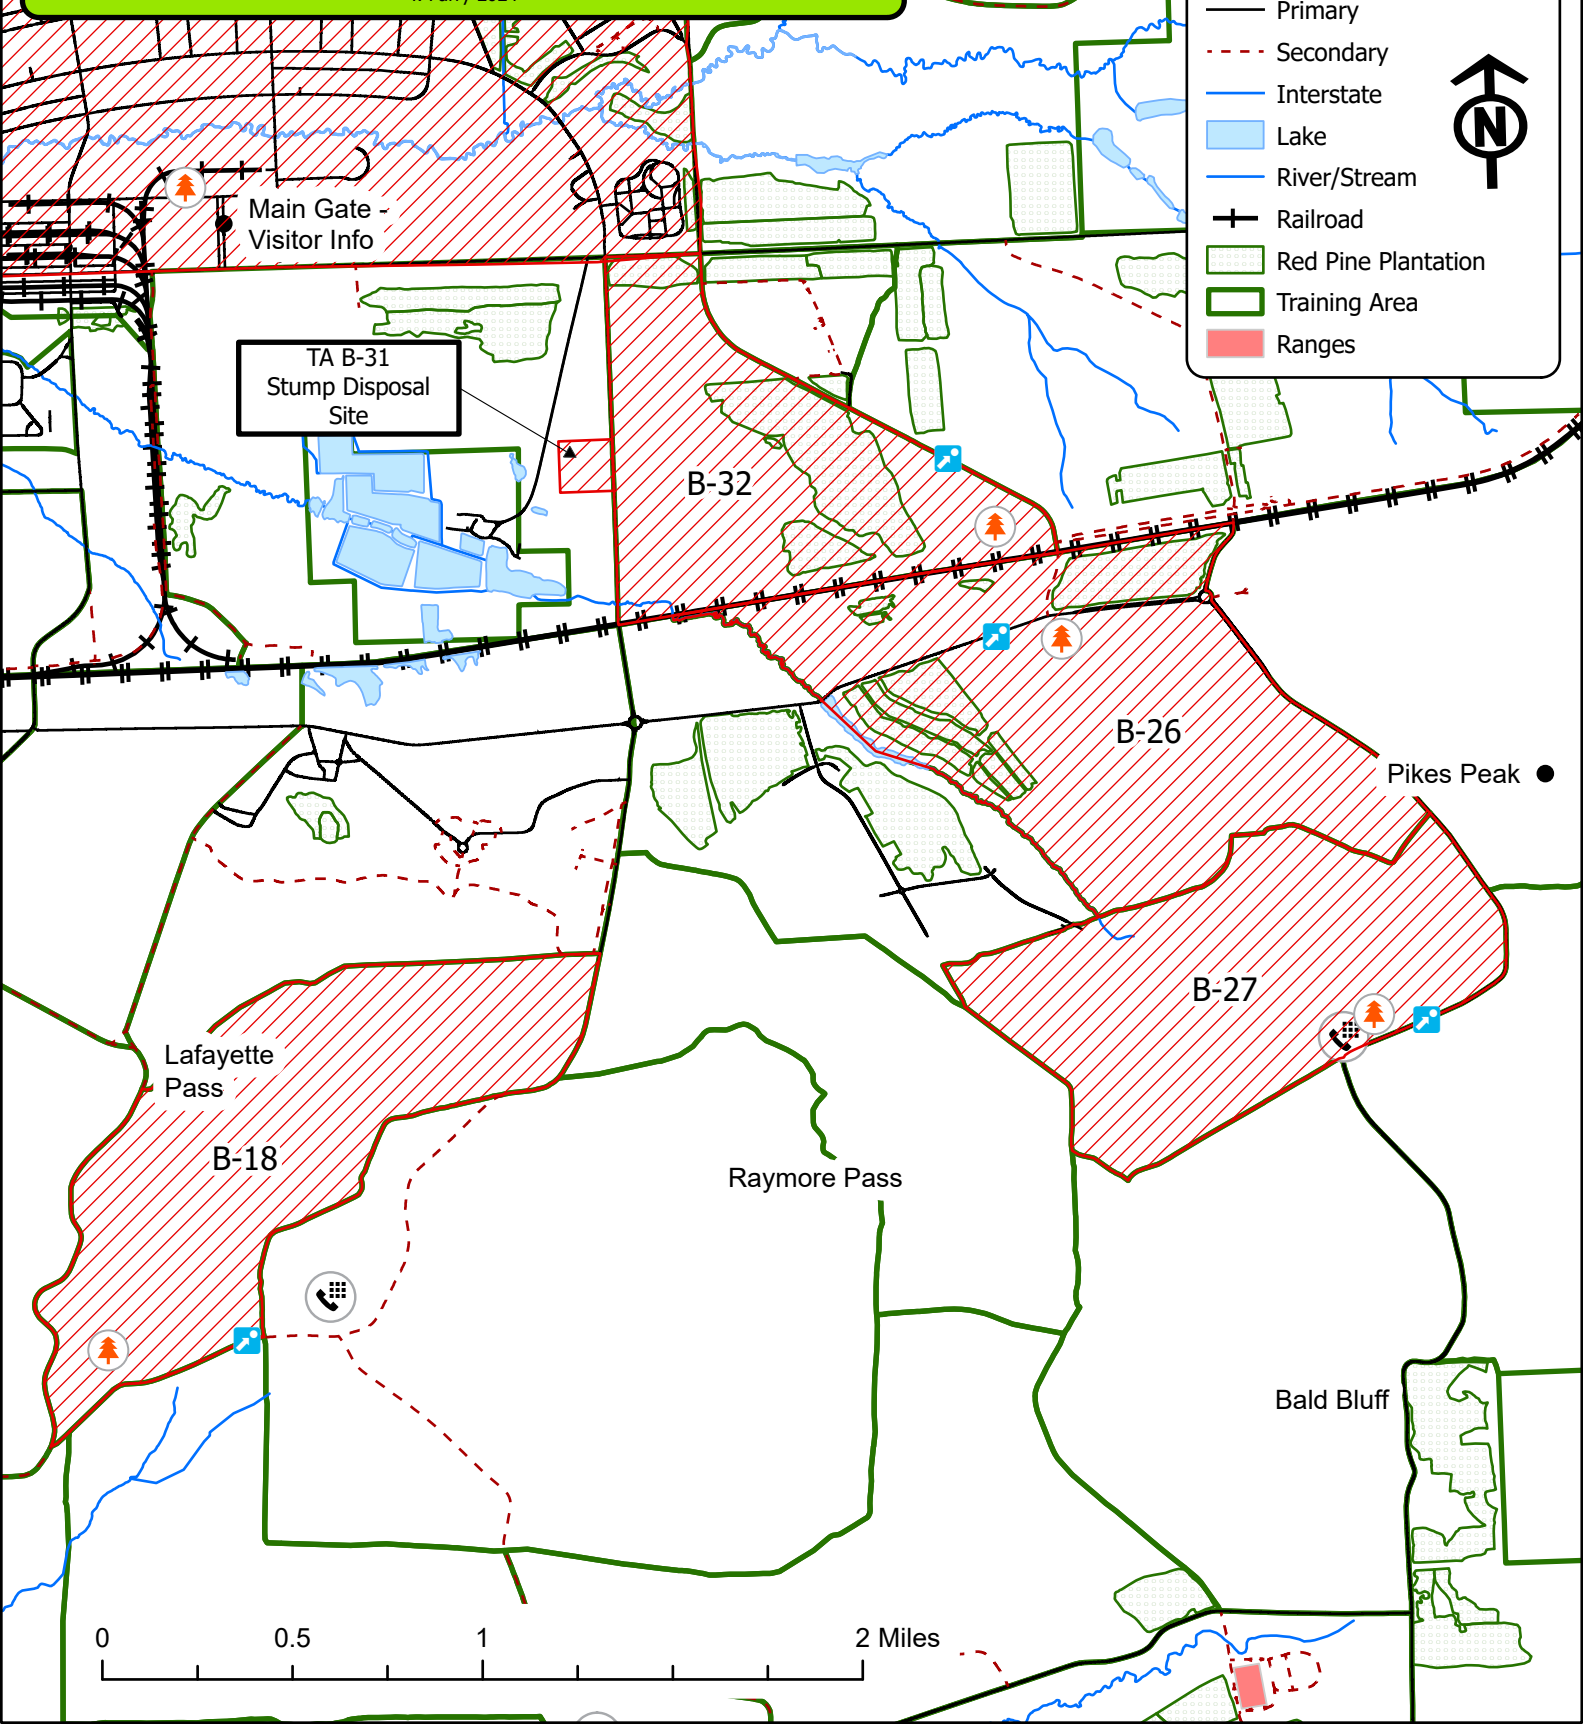 Primary
Secondary
Interstate
Lake
River/Stream
Railroad
Red Pine Plantation
Training Area
Ranges
N
Main Gate -
Visitor Info
TA B-31
Stump Disposal
Site
B-32
B-26
Pikes Peak
B-27
Lafayette
Pass
B-18
Raymore Pass
Bald Bluff
0 0.5 1 2 Miles